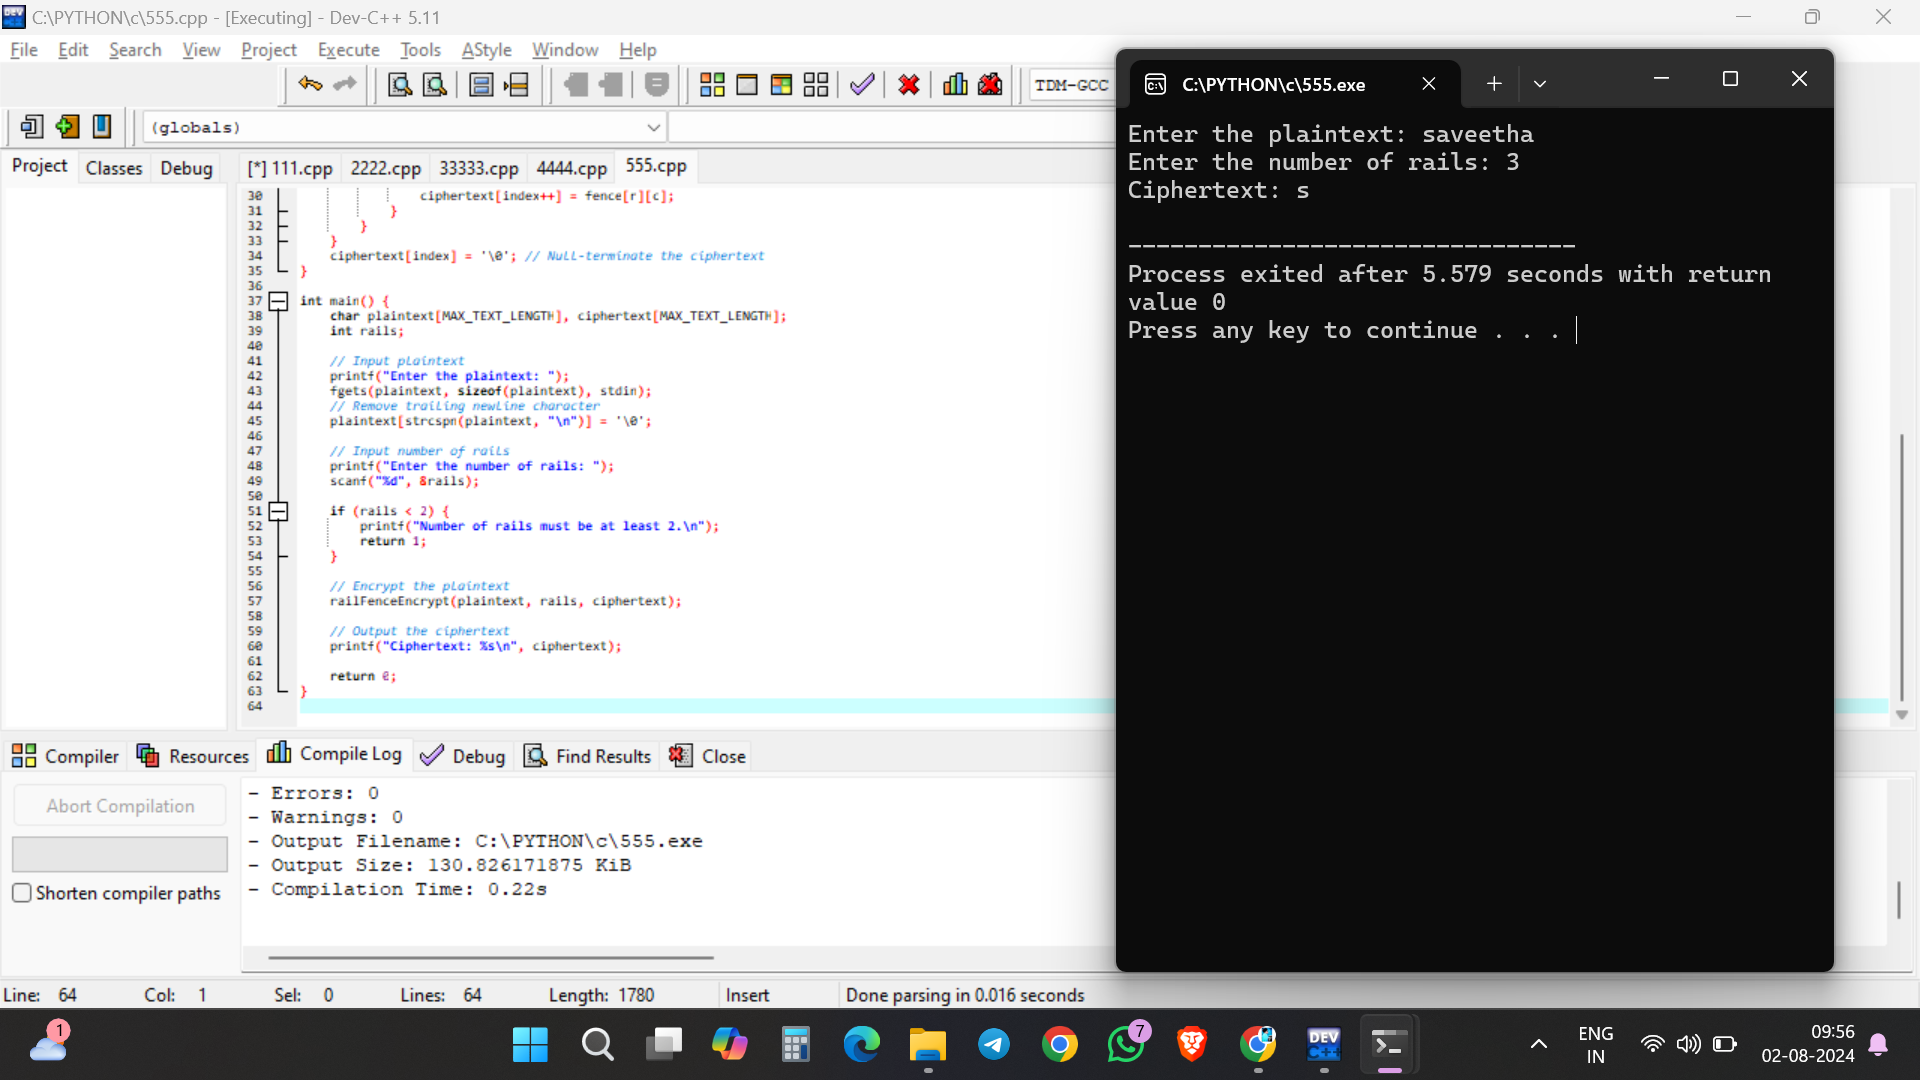 C:\PYTHON\c\555.cpp - [Executing] - Dev-C++ 5.11
File Edit Search View Project Execute Tools AStyle Window Help
TDM-GCC
(globals)
Project Classes Debug
[*] 111.cpp 2222.cpp 33333.cpp 4444.cpp 555.cpp
30 ciphertext[index++] = fence[r][c];
31 }
32 }
33 }
34 ciphertext[index] = '\0'; // Null-terminate the ciphertext
35 }
36
37 int main() {
38 char plaintext[MAX_TEXT_LENGTH], ciphertext[MAX_TEXT_LENGTH];
39 int rails;
40
41 // Input plaintext
42 printf("Enter the plaintext: ");
43 fgets(plaintext, sizeof(plaintext), stdin);
44 // Remove trailing newline character
45 plaintext[strcspn(plaintext, "\n")] = '\0';
46
47 // Input number of rails
48 printf("Enter the number of rails: ");
49 scanf("%d", &rails);
50
51 if (rails < 2) {
52 printf("Number of rails must be at least 2.\n");
53 return 1;
54 }
55
56 // Encrypt the plaintext
57 railFenceEncrypt(plaintext, rails, ciphertext);
58
59 // Output the ciphertext
60 printf("Ciphertext: %s\n", ciphertext);
61
62 return 0;
63 }
64
C:\PYTHON\c\555.exe
Enter the plaintext: saveetha
Enter the number of rails: 3
Ciphertext: s
--------------------------------
Process exited after 5.579 seconds with return
value 0
Press any key to continue . . .
Compiler Resources Compile Log Debug Find Results Close
Abort Compilation
Shorten compiler paths
- Errors: 0
- Warnings: 0
- Output Filename: C:\PYTHON\c\555.exe
- Output Size: 130.826171875 KiB
- Compilation Time: 0.22s
Line: 64 Col: 1 Sel: 0 Lines: 64 Length: 1780 Insert Done parsing in 0.016 seconds
1
7
DEV
C++
ENG
IN
09:56
02-08-2024